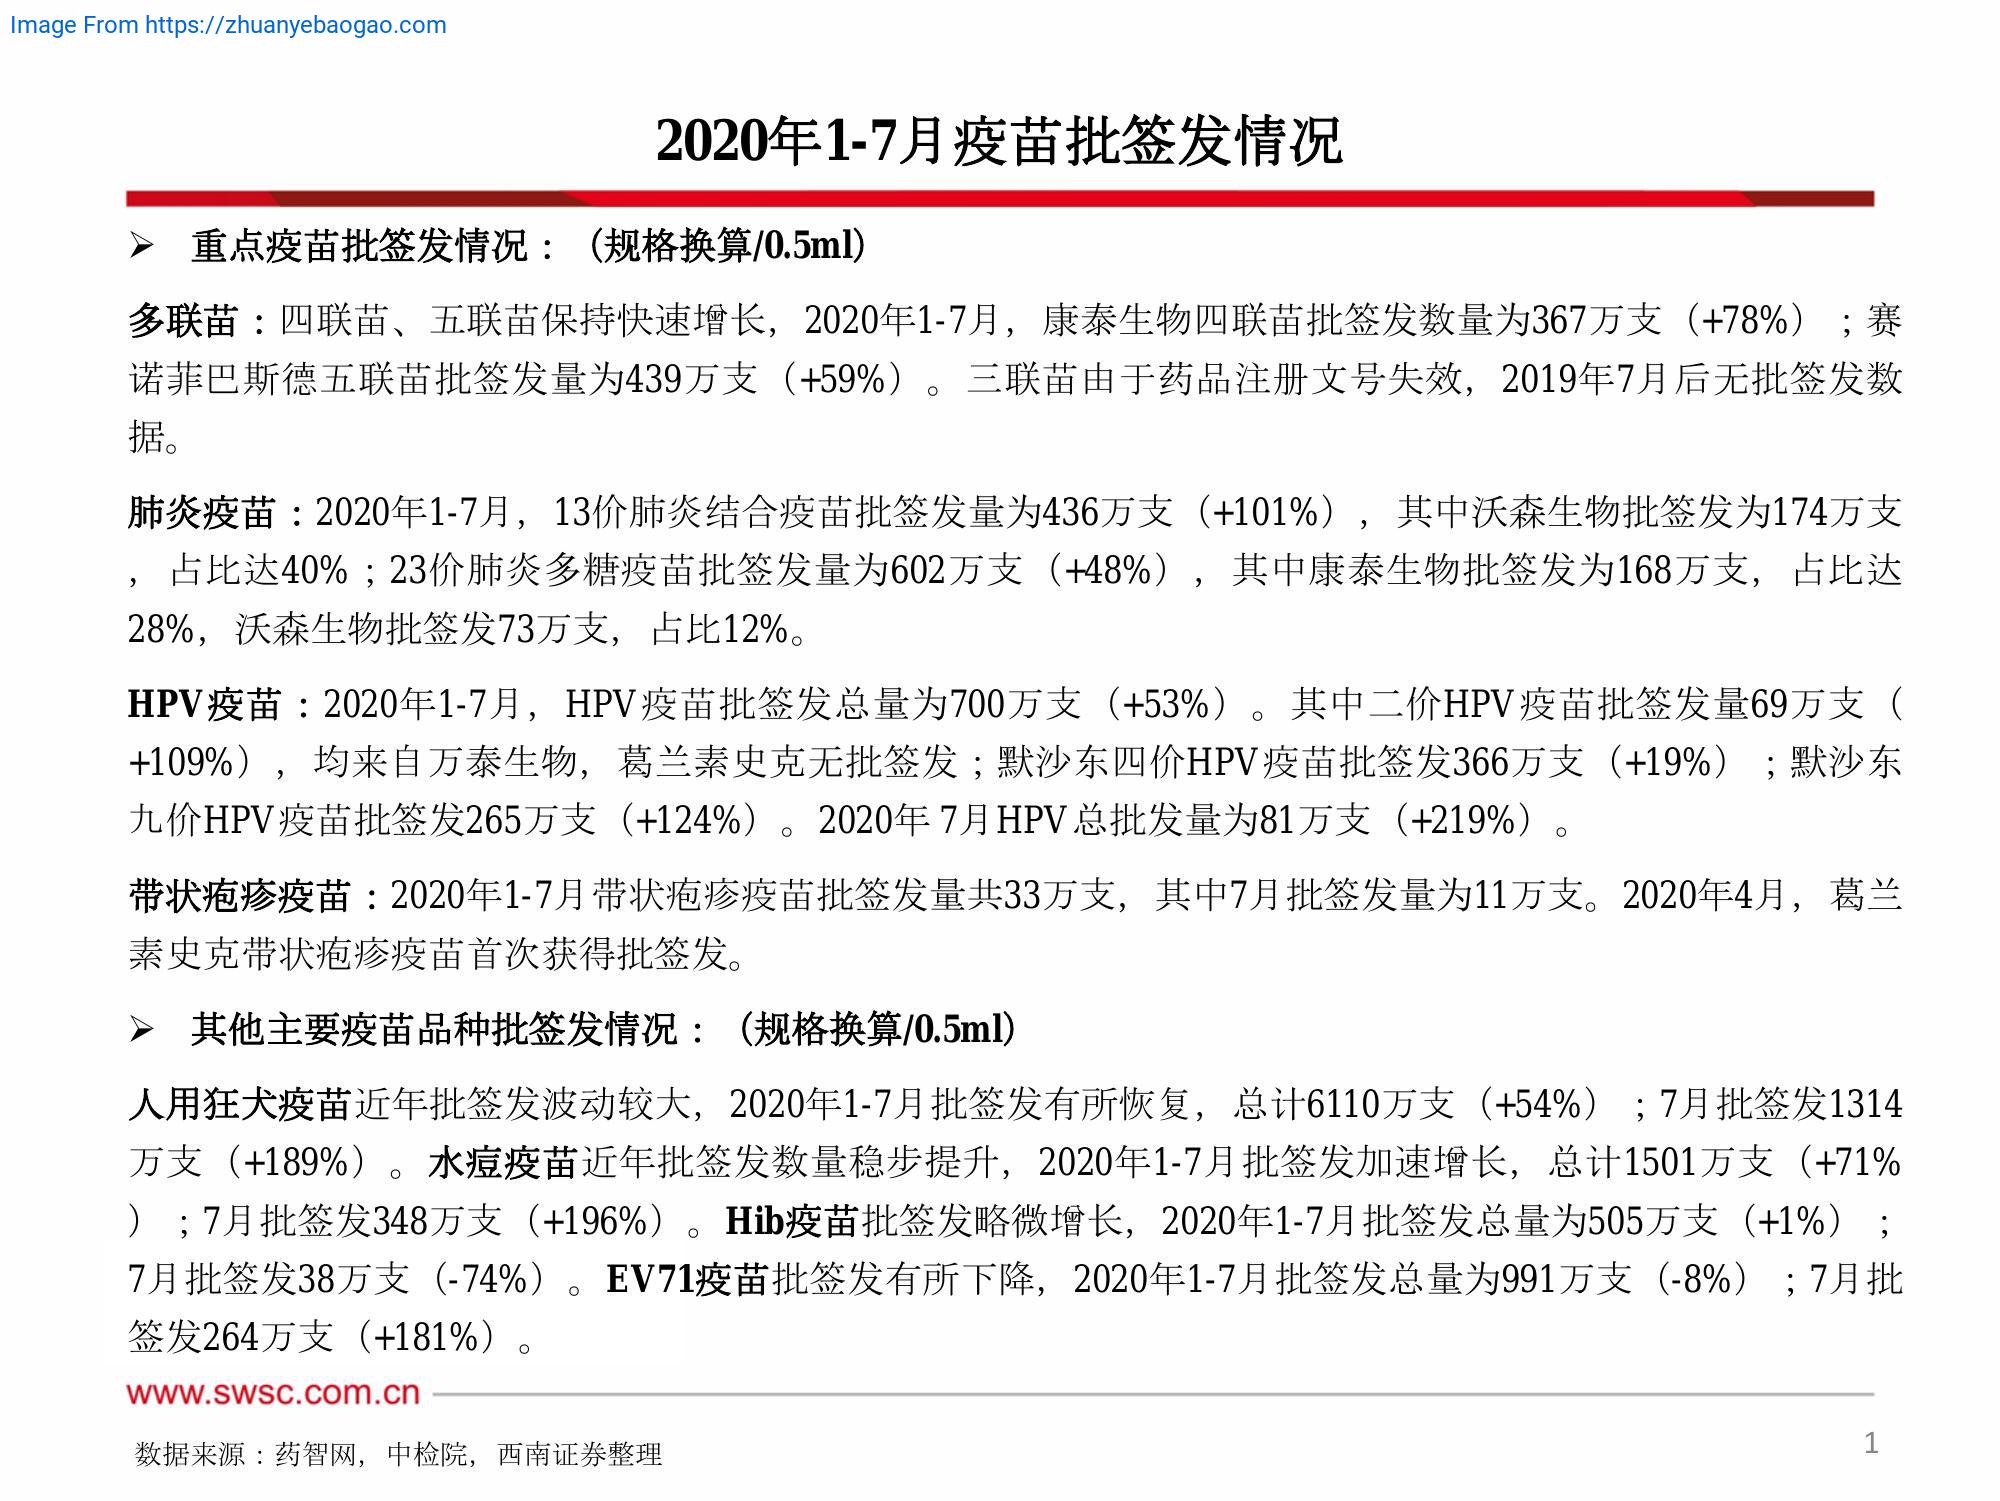 Image From https://zhuanyebaogao.com
2020年1-7月疫苗批签发情况
➢ 重点疫苗批签发情况：（规格换算/0.5ml）
多联苗：四联苗、五联苗保持快速增长，2020年1-7月，康泰生物四联苗批签发数量为367万支（+78%）；赛
诺菲巴斯德五联苗批签发量为439万支（+59%）。三联苗由于药品注册文号失效，2019年7月后无批签发数
据。
肺炎疫苗：2020年1-7月，13价肺炎结合疫苗批签发量为436万支（+101%），其中沃森生物批签发为174万支
，占比达40%；23价肺炎多糖疫苗批签发量为602万支（+48%），其中康泰生物批签发为168万支，占比达
28%，沃森生物批签发73万支，占比12%。
HPV疫苗：2020年1-7月，HPV疫苗批签发总量为700万支（+53%）。其中二价HPV疫苗批签发量69万支（
+109%），均来自万泰生物，葛兰素史克无批签发；默沙东四价HPV疫苗批签发366万支（+19%）；默沙东
九价HPV疫苗批签发265万支（+124%）。2020年 7月HPV总批发量为81万支（+219%）。
带状疱疹疫苗：2020年1-7月带状疱疹疫苗批签发量共33万支，其中7月批签发量为11万支。2020年4月，葛兰
素史克带状疱疹疫苗首次获得批签发。
➢ 其他主要疫苗品种批签发情况：（规格换算/0.5ml）
人用狂犬疫苗近年批签发波动较大，2020年1-7月批签发有所恢复，总计6110万支（+54%）；7月批签发1314
万支（+189%）。水痘疫苗近年批签发数量稳步提升，2020年1-7月批签发加速增长，总计1501万支（+71%
）；7月批签发348万支（+196%）。Hib疫苗批签发略微增长，2020年1-7月批签发总量为505万支（+1%）；
7月批签发38万支（-74%）。EV71疫苗批签发有所下降，2020年1-7月批签发总量为991万支（-8%）；7月批
签发264万支（+181%）。
www.swsc.com.cn
数据来源：药智网，中检院，西南证券整理
1